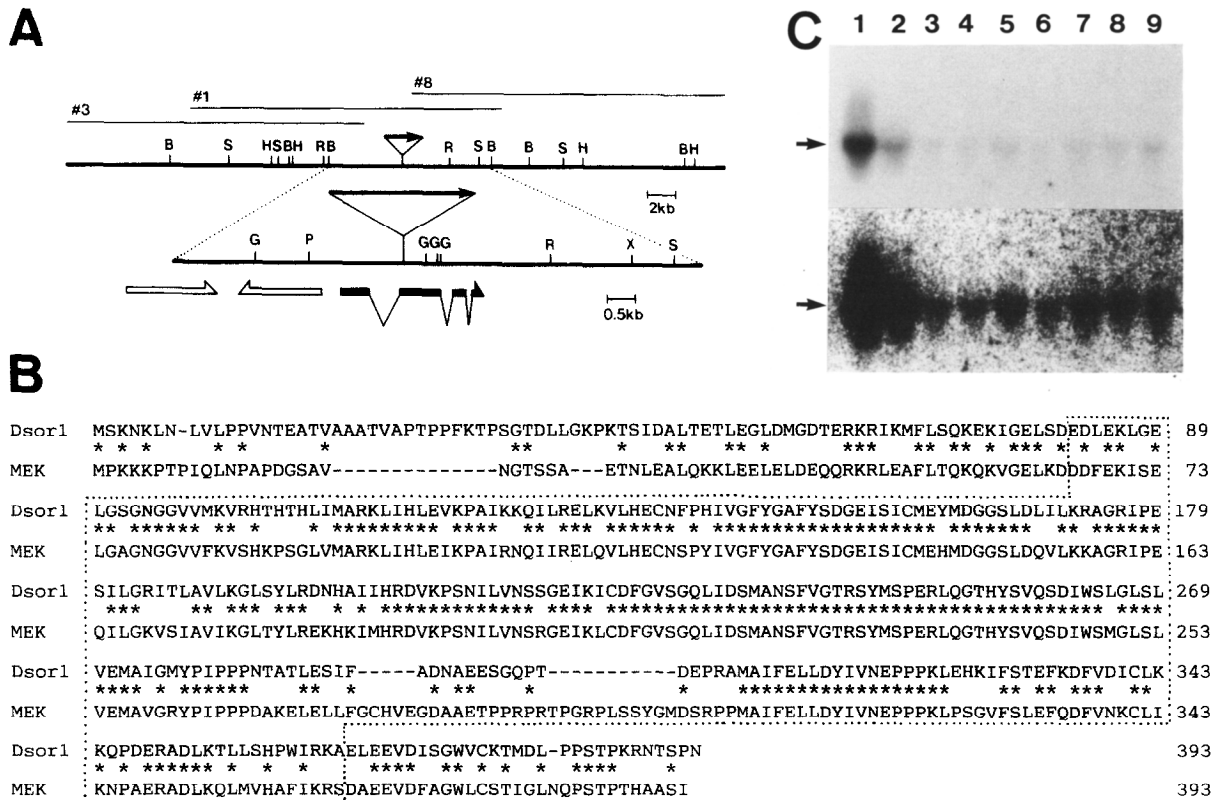 A
#8
#1
#3
B S HSBH RB R S B B S H BH
2kb
G P GGG R X S
0.5kb
C
1 2 3 4 5 6 7 8 9
B
Dsor1 MSKNKLN-LVLPPVNTEATVAAATVAPTPPFKTPSGTDLLGKPKTSIDALTETLEGLDMGDTERKRIKMFLSQKEKIGELSDEDLEKLGE 89
MEK MPKKKPTPIQLNPAPDGSAV--------------NGTSSA---ETNLEALQKKLEELELDEQQRKRLEAFLTQKQKVGELKDDDFEKISE 73
Dsor1 LGSGNGGVVMKVRHTHTHLIMARKLIHLEVKPAIKKQILRELKVLHECNFPHIVGFYGAFYSDGEISICMEYMDGGSLDLILKRAGRIPE 179
MEK LGAGNGGVVFKVSHKPSGLVMARKLIHLEIKPAIRNQIIRELQVLHECNSPYIVGFYGAFYSDGEISICMEHMDGGSLDQVLKKAGRIPE 163
Dsor1 SILGRITLAVLKGLSYLRDNHAIIHRDVKPSNILVNSSGEIKICDFGVSGQLIDSMANSFVGTRSYMSPERLQGTHYSVQSDIWSLGLSL 269
MEK QILGKVSIAVIKGLTYLREKHKIMHRDVKPSNILVNSRGEIKLCDFGVSGQLIDSMANSFVGTRSYMSPERLQGTHYSVQSDIWSMGLSL 253
Dsor1 VEMAIGMYPIPPPNTATLESIF-----ADNAEESGQPT-----------DEPRAMAIFELLDYIVNEPPPKLEHKIFSTEFKDFVDICLK 343
MEK VEMAVGRYPIPPPDAKELELLFGCHVEGDAAETPPRPRTPGRPLSSYGMDSRPPMAIFELLDYIVNEPPPKLPSGVFSLEFQDFVNKCLI 343
Dsor1 KQPDERADLKTLLSHPWIRKAELEEVDISGWVCKTMDL-PPSTPKRNTSPN 393
MEK KNPAERADLKQLMVHAFIKRSDAEEVDFAGWLCSTIGLNQPSTPTHAASI 393